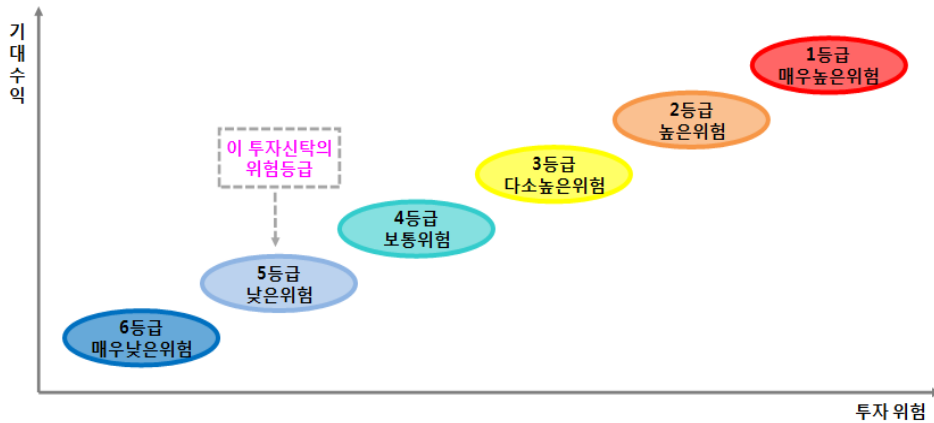 기대수익
1등급
매우높은위험
2등급
높은위험
이 투자신탁의
위험등급
3등급
다소높은위험
4등급
보통위험
5등급
낮은위험
6등급
매우낮은위험
투자 위험